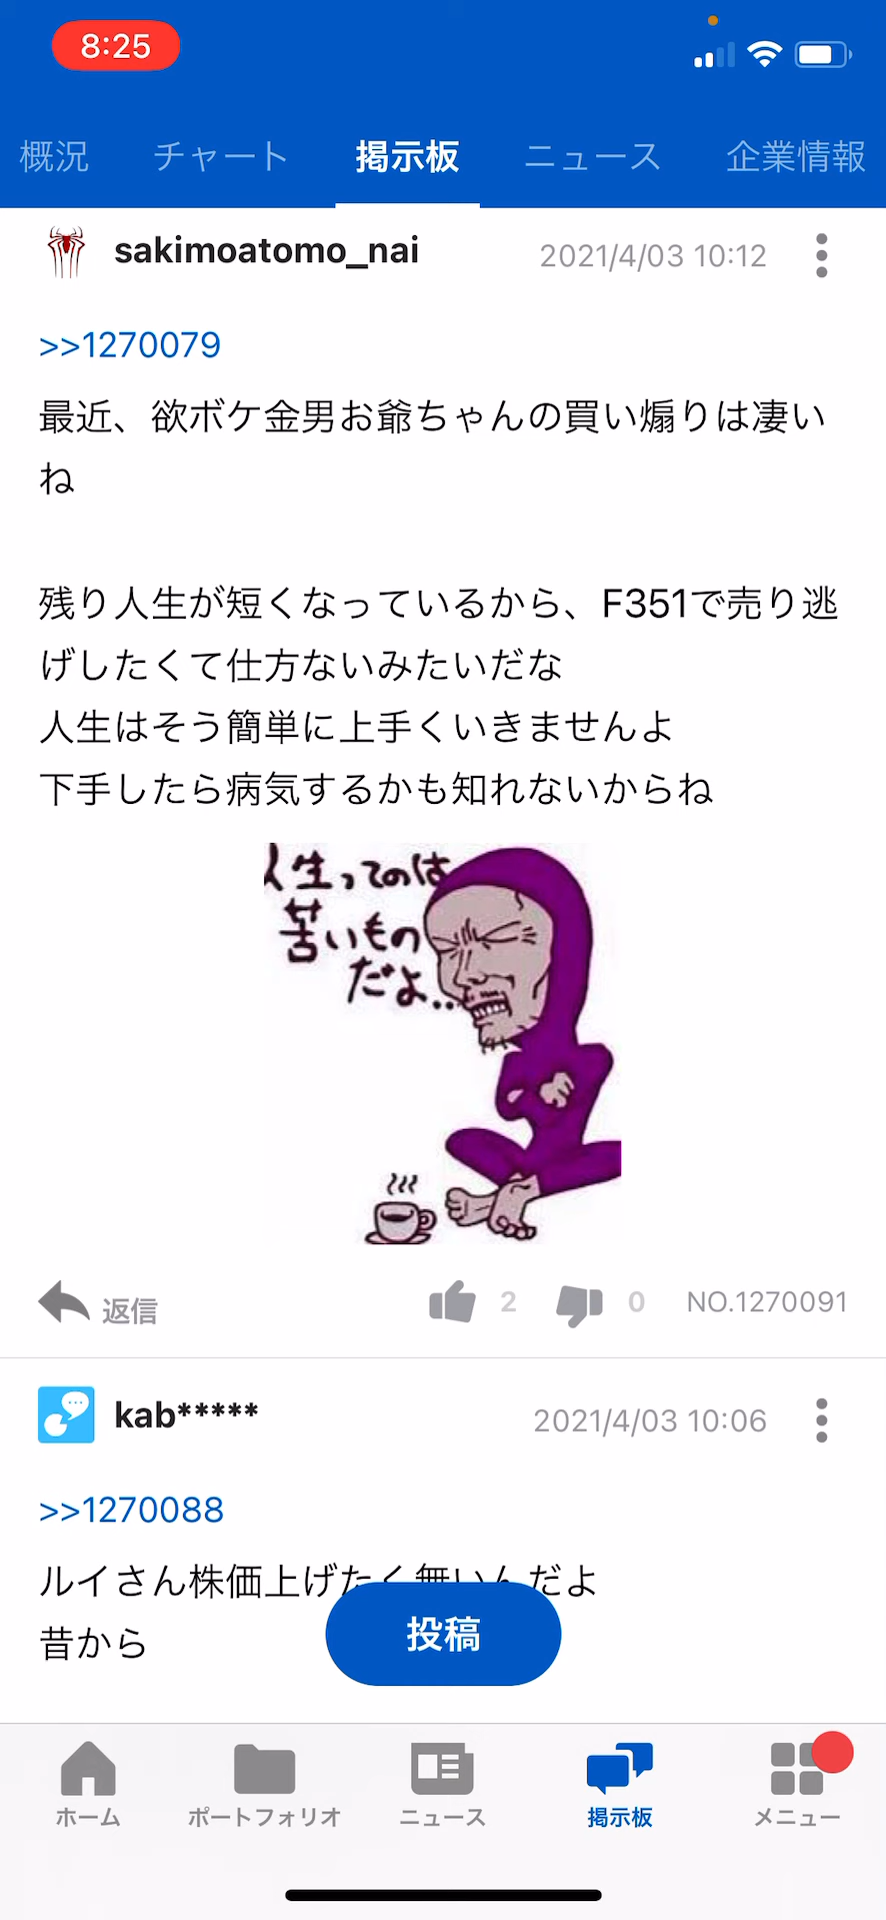 8:25
概況 チャート 掲示板 ニュース 企業情報
sakimoatomo_nai 2021/4/03 10:12
>>1270079
最近、欲ボケ金男お爺ちゃんの買い煽りは凄い
ね
残り人生が短くなっているから、F351で売り逃
げしたくて仕方ないみたいだな
人生はそう簡単に上手くいきませんよ
下手したら病気するかも知れないからね
人生ってのは
苦いもの
だよ...
返信 2 0 NO.1270091
kab***** 2021/4/03 10:06
>>1270088
ルイさん株価上げたく無いんだよ
昔から
投稿
ホーム ポートフォリオ ニュース 掲示板 メニュー